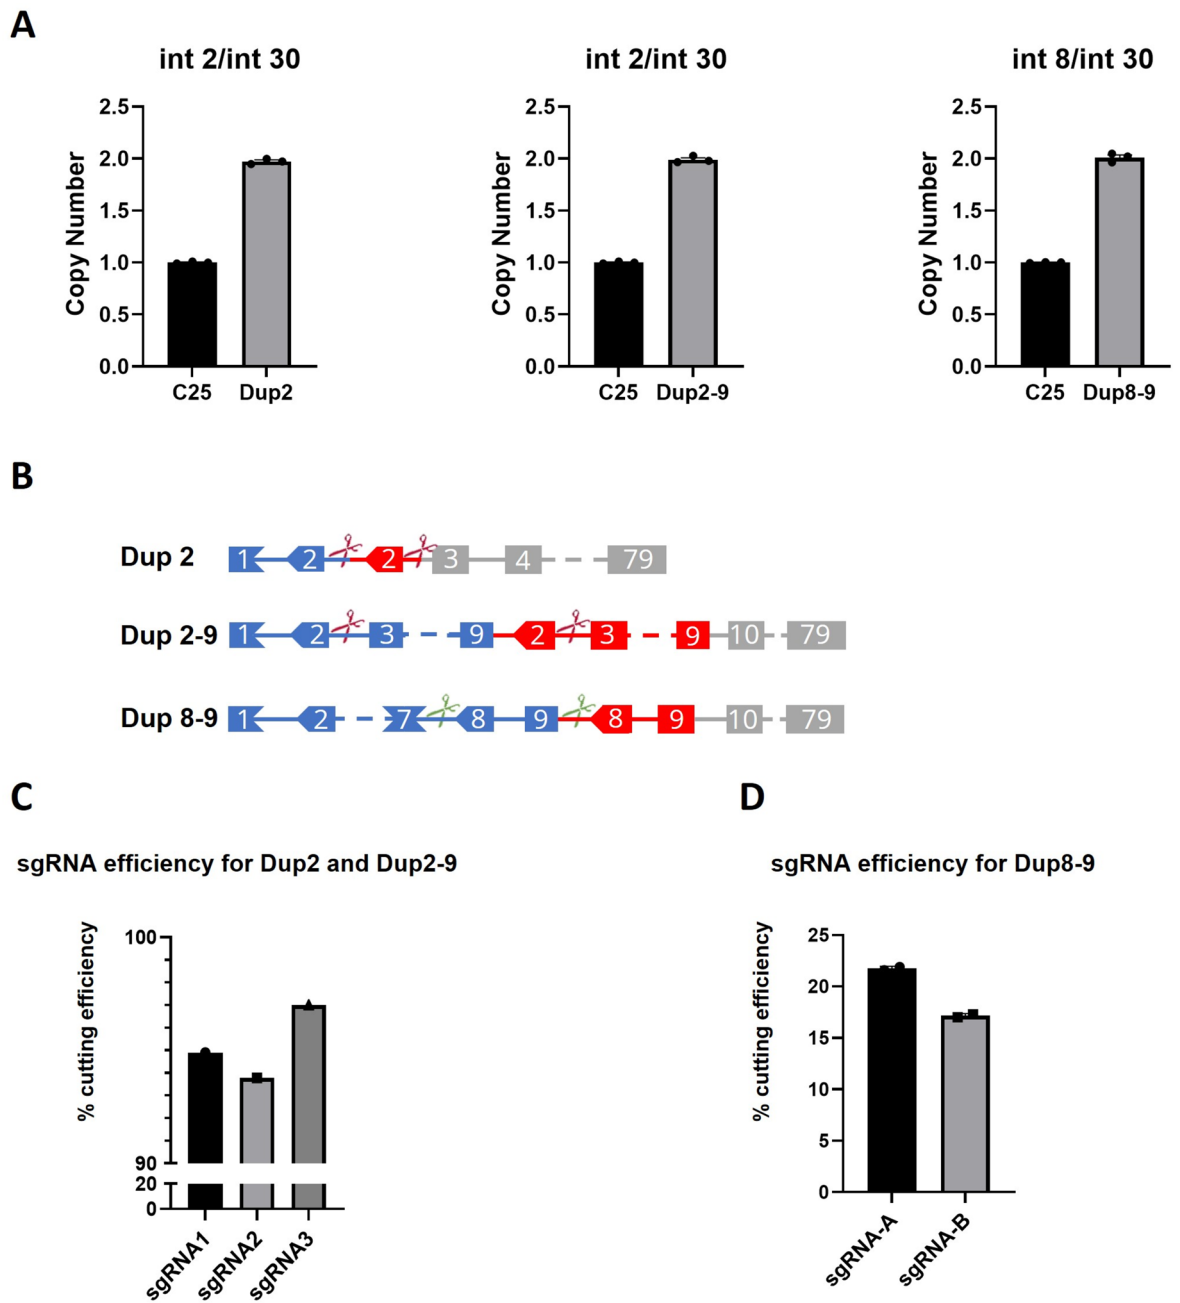 A
int 2/int 30
int 2/int 30
int 8/int 30
Copy Number
2.5
2.0
1.5
1.0
0.5
0.0
C25 Dup2
Copy Number
2.5
2.0
1.5
1.0
0.5
0.0
C25 Dup2-9
Copy Number
2.5
2.0
1.5
1.0
0.5
0.0
C25 Dup8-9
B
Dup 2 1 2 2 3 4 79
Dup 2-9 1 2 3 9 2 3 9 10 79
Dup 8-9 1 2 7 8 9 8 9 10 79
C
sgRNA efficiency for Dup2 and Dup2-9
% cutting efficiency
100
90
20
0
sgRNA1
sgRNA2
sgRNA3
D
sgRNA efficiency for Dup8-9
% cutting efficiency
25
20
15
10
5
0
sgRNA-A
sgRNA-B